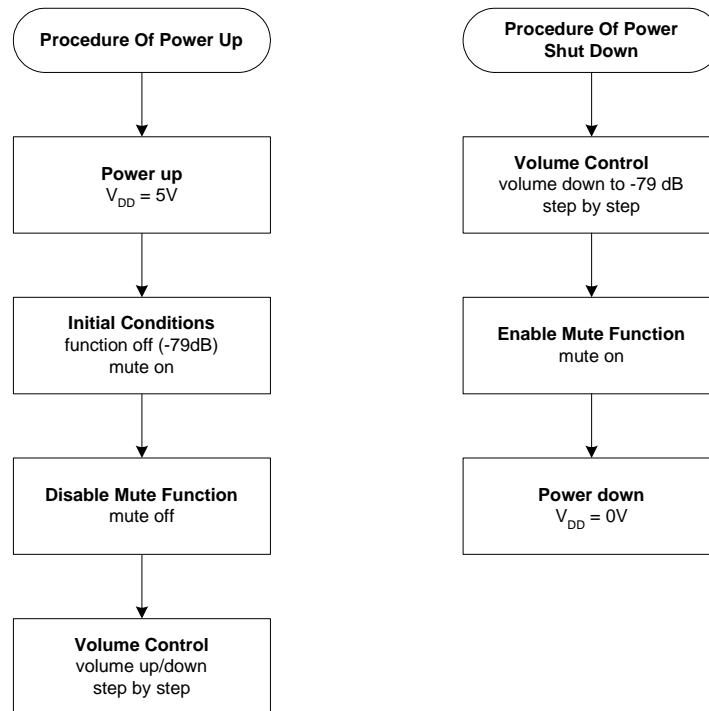 Procedure Of Power Up
Power up
V_DD = 5V
Initial Conditions
function off (-79dB)
mute on
Disable Mute Function
mute off
Volume Control
volume up/down
step by step
Procedure Of Power
Shut Down
Volume Control
volume down to -79 dB
step by step
Enable Mute Function
mute on
Power down
V_DD = 0V